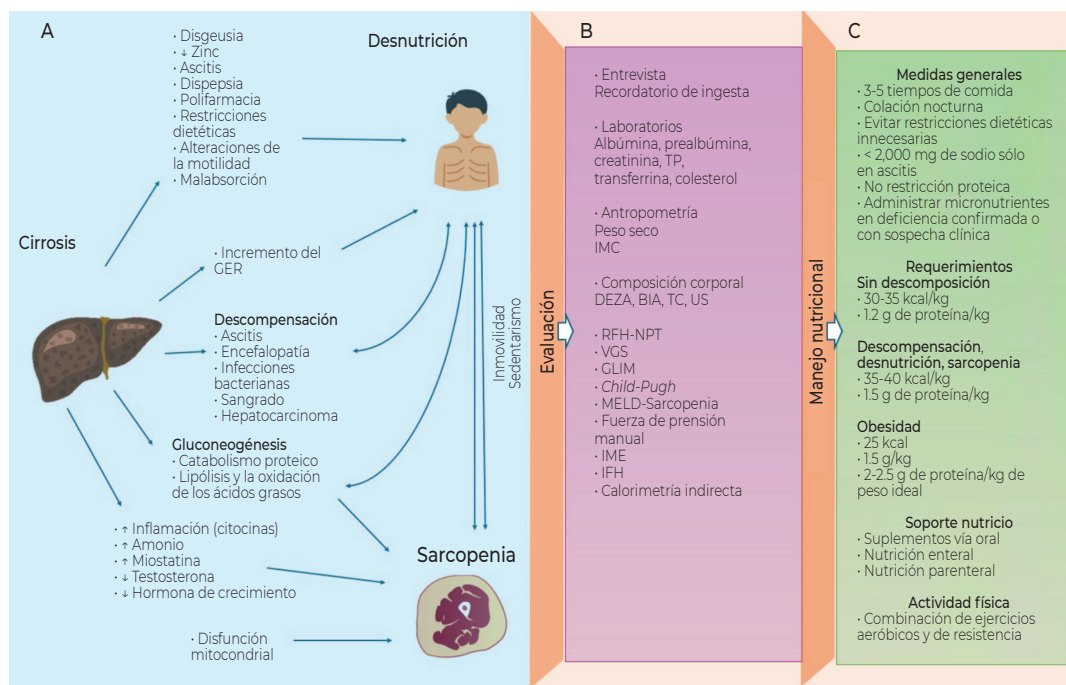 A
Desnutrición
Cirrosis
• Disgeusia
• ↓ Zinc
• Ascitis
• Dispepsia
• Polifarmacia
• Restricciones
dietéticas
• Alteraciones de
la motilidad
• Malabsorción
• Incremento del
GER
Descompensación
• Ascitis
• Encefalopatía
• Infecciones
bacterianas
• Sangrado
• Hepatocarcinoma
Gluconeogénesis
• Catabolismo proteico
• Lipólisis y la oxidación
de los ácidos grasos
• ↑ Inflamación (citocinas)
• ↑ Amonio
• ↑ Miostatina
• ↓ Testosterona
• ↓ Hormona de crecimiento
• Disfunción
mitocondrial
Inmovilidad
Sedentarismo
Sarcopenia
Evaluación
B
• Entrevista
Recordatorio de ingesta
• Laboratorios
Albúmina, prealbúmina,
creatinina, TP,
transferrina, colesterol
• Antropometría
Peso seco
IMC
• Composición corporal
DEZA, BIA, TC, US
• RFH-NPT
• VGS
• GLIM
• Child-Pugh
• MELD-Sarcopenia
• Fuerza de prensión
manual
• IME
• IFH
• Calorimetría indirecta
Manejo nutricional
C
Medidas generales
• 3-5 tiempos de comida
• Colación nocturna
• Evitar restricciones dietéticas
innecesarias
• < 2,000 mg de sodio sólo
en ascitis
• No restricción proteica
• Administrar micronutrientes
en deficiencia confirmada o
con sospecha clínica
Requerimientos
Sin descomposición
• 30-35 kcal/kg
• 1.2 g de proteína/kg
Descompensación,
desnutrición, sarcopenia
• 35-40 kcal/kg
• 1.5 g de proteína/kg
Obesidad
• 25 kcal
• 1.5 g/kg
• 2-2.5 g de proteína/kg de
peso ideal
Soporte nutricio
• Suplementos vía oral
• Nutrición enteral
• Nutrición parenteral
Actividad física
• Combinación de ejercicios
aeróbicos y de resistencia